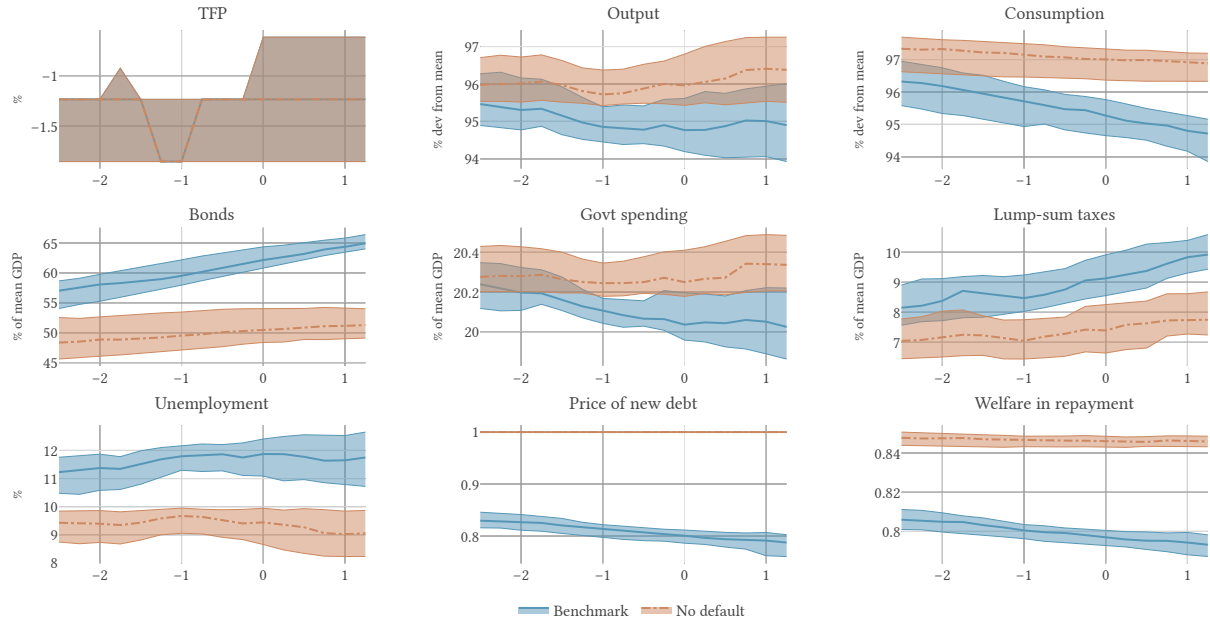 TFP
%
−1
−1.5
−2 −1 0 1
Output
% dev from mean
97
96
95
94
−2 −1 0 1
Consumption
% dev from mean
97
96
95
94
−2 −1 0 1
Bonds
% of mean GDP
65
60
55
50
45
−2 −1 0 1
Govt spending
% of mean GDP
20.4
20.2
20
−2 −1 0 1
Lump-sum taxes
% of mean GDP
10
9
8
7
−2 −1 0 1
Unemployment
%
12
11
10
9
8
−2 −1 0 1
Price of new debt
1
0.9
0.8
−2 −1 0 1
Welfare in repayment
0.84
0.82
0.8
−2 −1 0 1
Benchmark No default